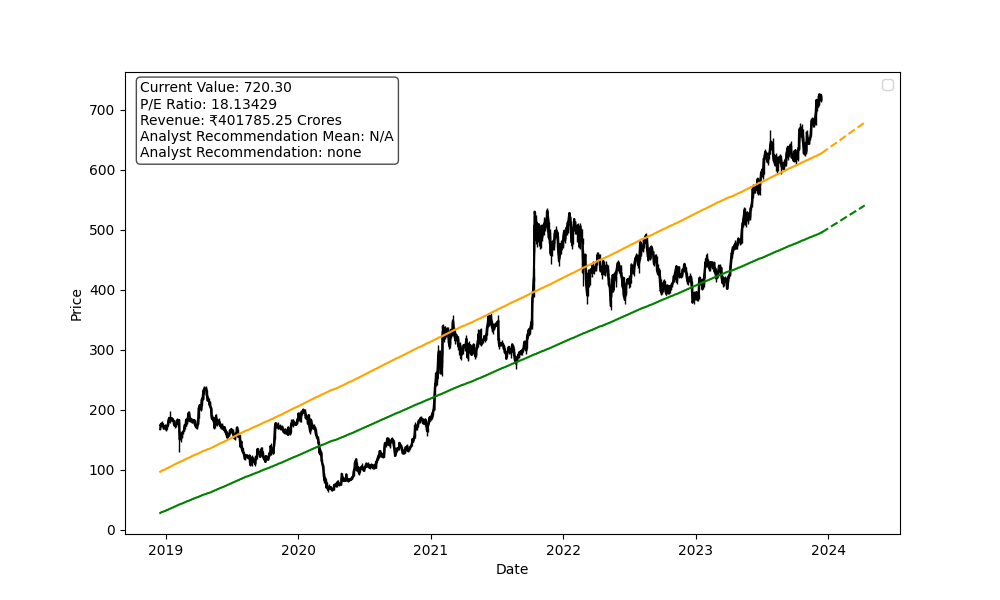 Current Value: 720.30
P/E Ratio: 18.13429
Revenue: ₹401785.25 Crores
Analyst Recommendation Mean: N/A
Analyst Recommendation: none
700
600
500
400
300
200
100
0
Price
2019 2020 2021 2022 2023 2024
Date